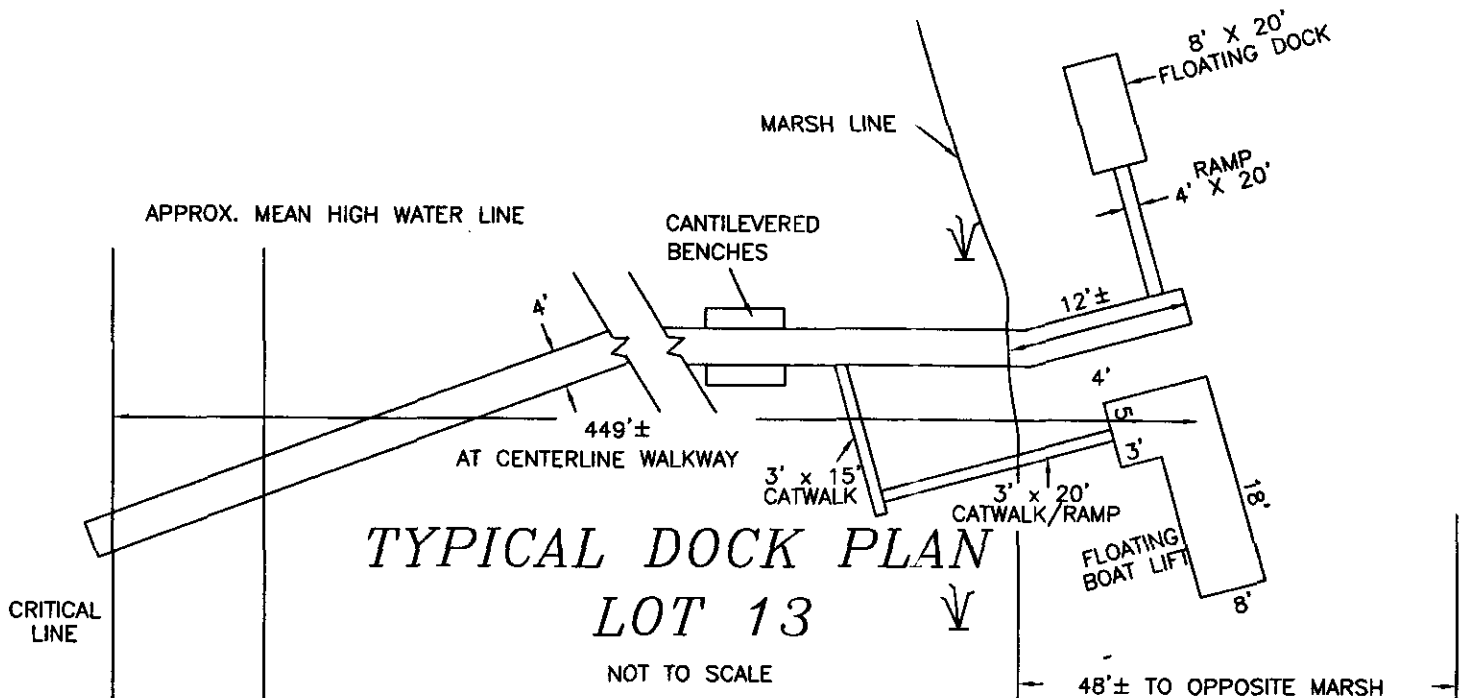 8' X 20'
FLOATING DOCK
MARSH LINE
RAMP
4' X 20'
APPROX. MEAN HIGH WATER LINE
CANTILEVERED
BENCHES
4'
12'±
4'
5'
3'
449'±
AT CENTERLINE WALKWAY
3' x 15'
CATWALK
3' x 20'
CATWALK/RAMP
18'
FLOATING
BOAT LIFT
8'
TYPICAL DOCK PLAN
LOT 13
CRITICAL
LINE
NOT TO SCALE
48'± TO OPPOSITE MARSH